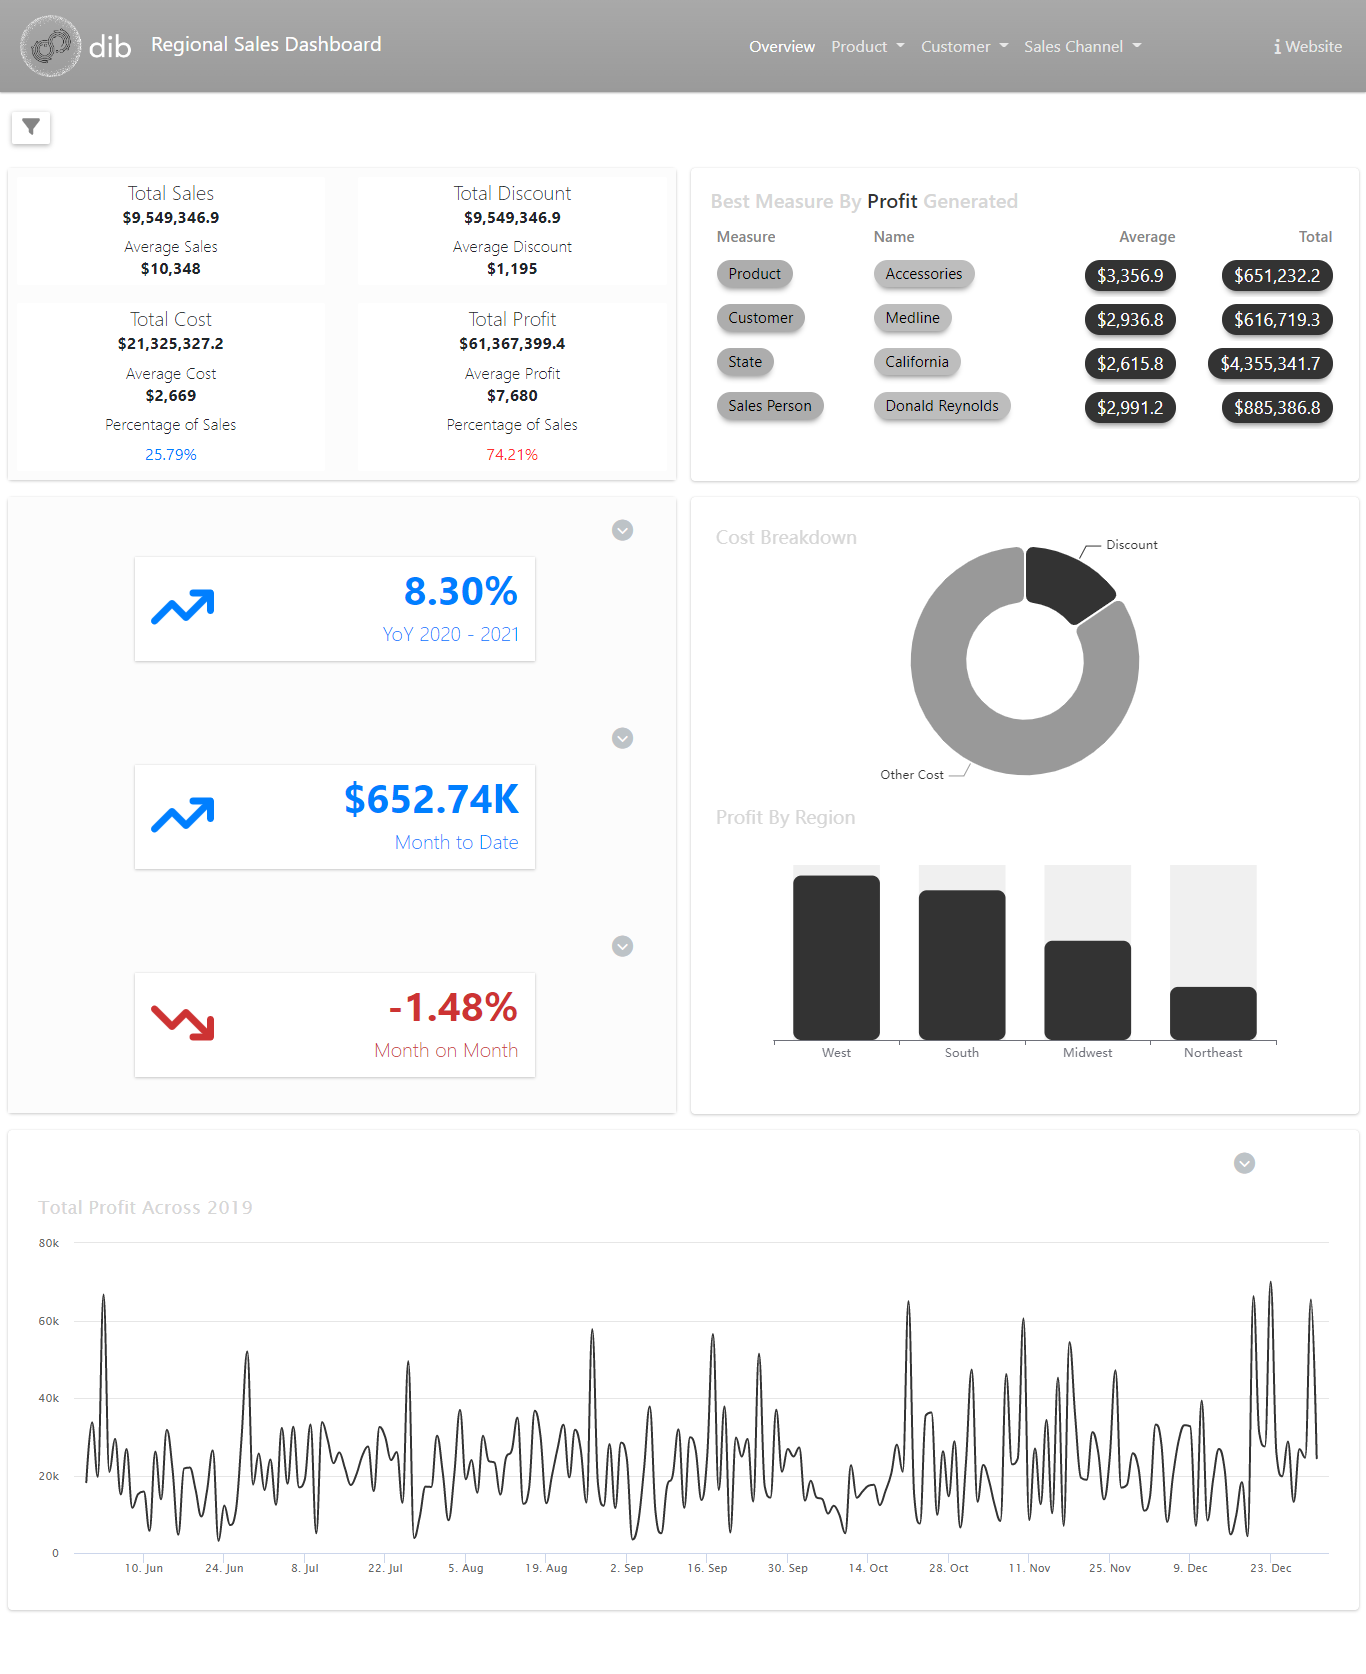 dib
Regional Sales Dashboard
Overview
Product
Customer
Sales Channel
Website
Total Sales
$9,549,346.9
Average Sales
$10,348
Total Discount
$9,549,346.9
Average Discount
$1,195
Total Cost
$21,325,327.2
Average Cost
$2,669
Percentage of Sales
25.79%
Total Profit
$61,367,399.4
Average Profit
$7,680
Percentage of Sales
74.21%
Best Measure By Profit Generated
Measure Name Average Total
Product Accessories $3,356.9 $651,232.2
Customer Medline $2,936.8 $616,719.3
State California $2,615.8 $4,355,341.7
Sales Person Donald Reynolds $2,991.2 $885,386.8
8.30%
YoY 2020 - 2021
$652.74K
Month to Date
-1.48%
Month on Month
Cost Breakdown
Discount
Other Cost
Profit By Region
West South Midwest Northeast
Total Profit Across 2019
80k
60k
40k
20k
0
10. Jun 24. Jun 8. Jul 22. Jul 5. Aug 19. Aug 2. Sep 16. Sep 30. Sep 14. Oct 28. Oct 11. Nov 25. Nov 9. Dec 23. Dec